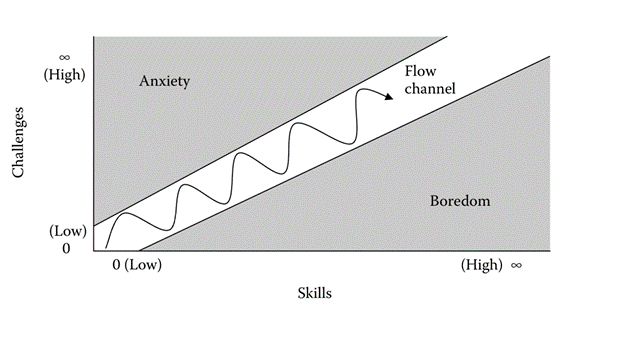 ∞
(High)
Anxiety
Flow
channel
Challenges
Boredom
(Low)
0
0 (Low)
(High) ∞
Skills